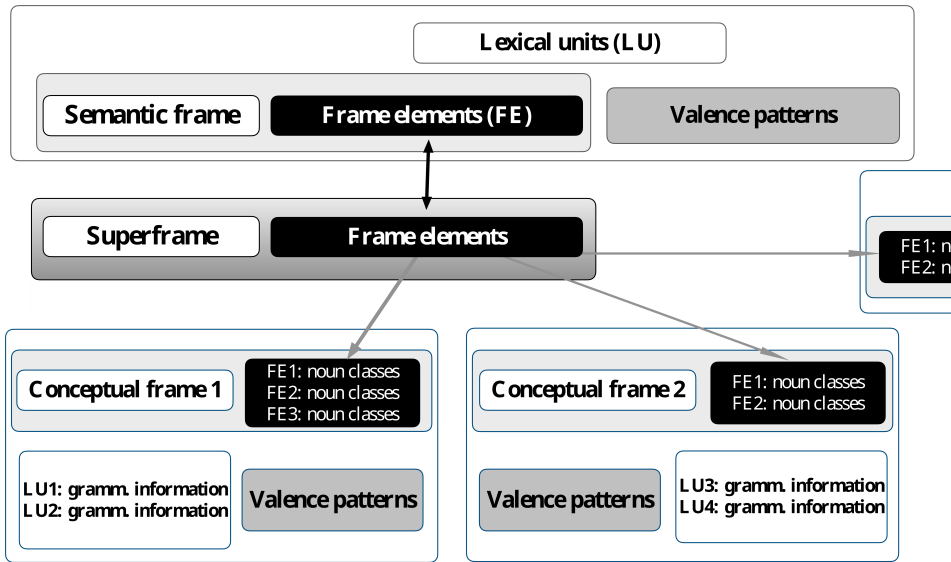 Lexical units (LU)
Semantic frame
Frame elements (FE)
Valence patterns
Superframe
Frame elements
FE1: n
FE2: n
Conceptual frame 1
FE1: noun classes
FE2: noun classes
FE3: noun classes
Conceptual frame 2
FE1: noun classes
FE2: noun classes
LU1: gramm. information
LU2: gramm. information
Valence patterns
Valence patterns
LU3: gramm. information
LU4: gramm. information